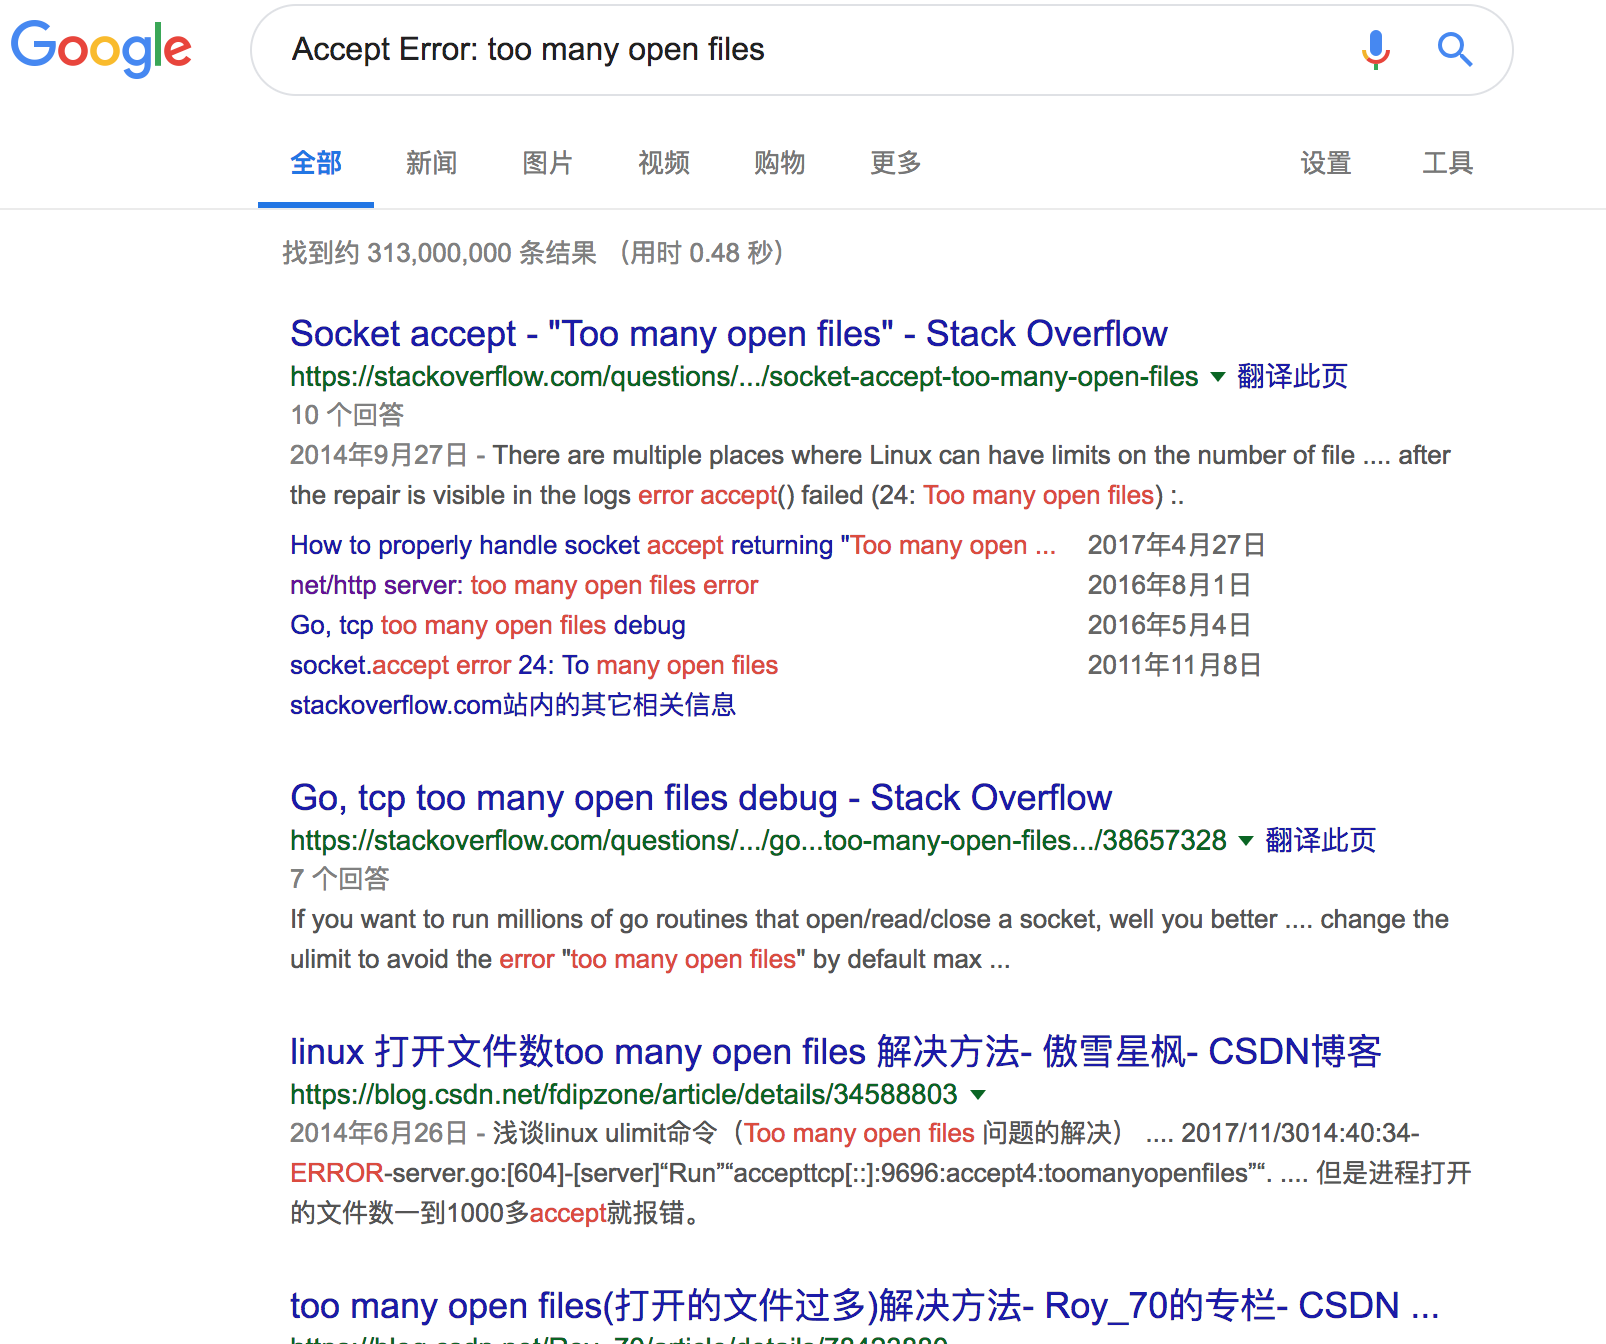 Google
Accept Error: too many open files
全部 新闻 图片 视频 购物 更多 设置 工具
找到约 313,000,000 条结果 （用时 0.48 秒）
Socket accept - "Too many open files" - Stack Overflow
https://stackoverflow.com/questions/.../socket-accept-too-many-open-files 翻译此页
10 个回答
2014年9月27日 - There are multiple places where Linux can have limits on the number of file .... after
the repair is visible in the logs error accept() failed (24: Too many open files) :.
How to properly handle socket accept returning "Too many open ... 2017年4月27日
net/http server: too many open files error 2016年8月1日
Go, tcp too many open files debug 2016年5月4日
socket.accept error 24: To many open files 2011年11月8日
stackoverflow.com站内的其它相关信息
Go, tcp too many open files debug - Stack Overflow
https://stackoverflow.com/questions/.../go...too-many-open-files.../38657328 翻译此页
7 个回答
If you want to run millions of go routines that open/read/close a socket, well you better .... change the
ulimit to avoid the error "too many open files" by default max ...
linux 打开文件数too many open files 解决方法- 傲雪星枫- CSDN博客
https://blog.csdn.net/fdipzone/article/details/34588803
2014年6月26日 - 浅谈linux ulimit命令（Too many open files 问题的解决） .... 2017/11/3014:40:34-
ERROR-server.go:[604]-[server]“Run”“accepttcp[::]:9696:accept4:toomanyopenfiles”“. .... 但是进程打开
的文件数一到1000多accept就报错。
too many open files(打开的文件过多)解决方法- Roy_70的专栏- CSDN ...
https://blog.csdn.net/Roy_70/article/details/78423880